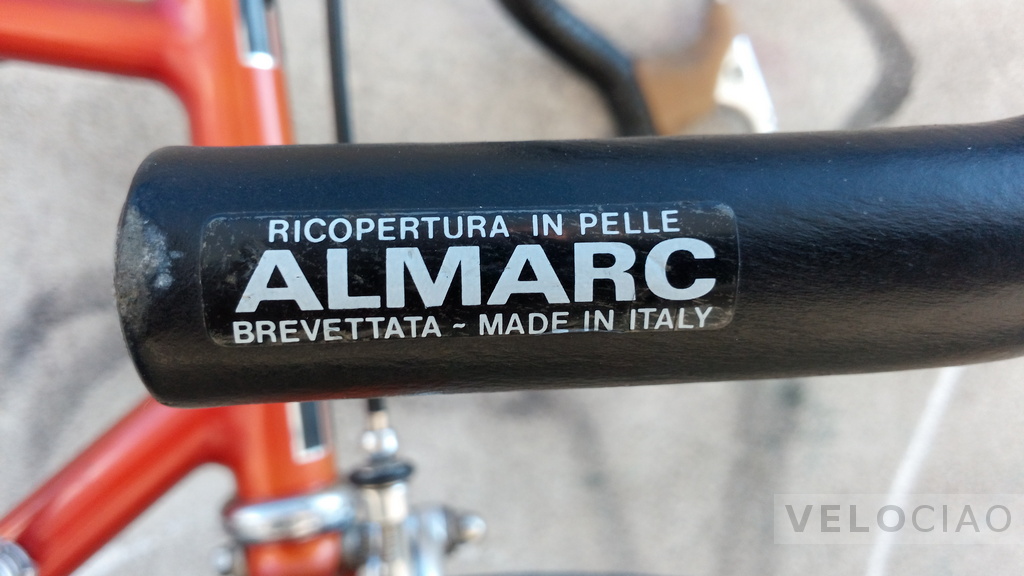 RICOPERTURA IN PELLE
ALMARC
BREVETTATA ~ MADE IN ITALY
VELOCIAO